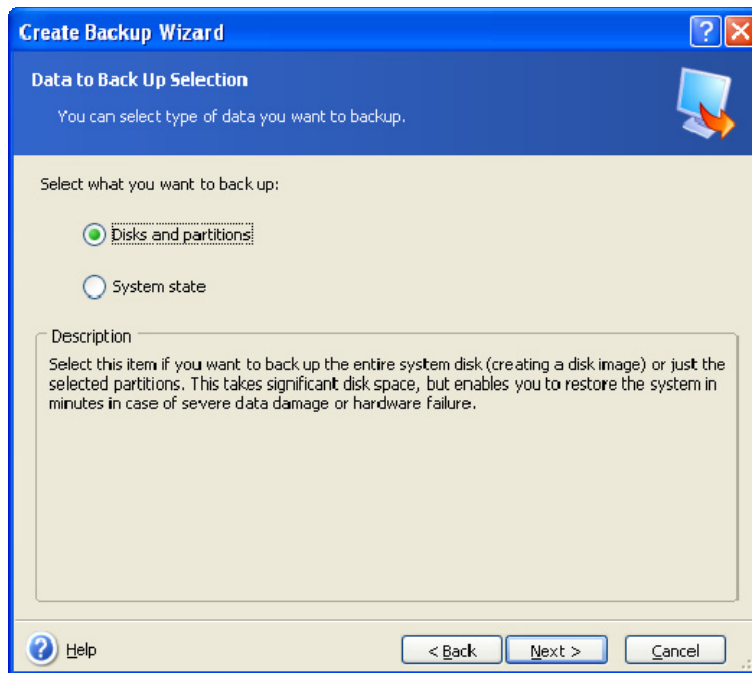 Create Backup Wizard
Data to Back Up Selection
You can select type of data you want to backup.
Select what you want to back up:
Disks and partitions
System state
Description
Select this item if you want to back up the entire system disk (creating a disk image) or just the
selected partitions. This takes significant disk space, but enables you to restore the system in
minutes in case of severe data damage or hardware failure.
Help
< Back
Next >
Cancel